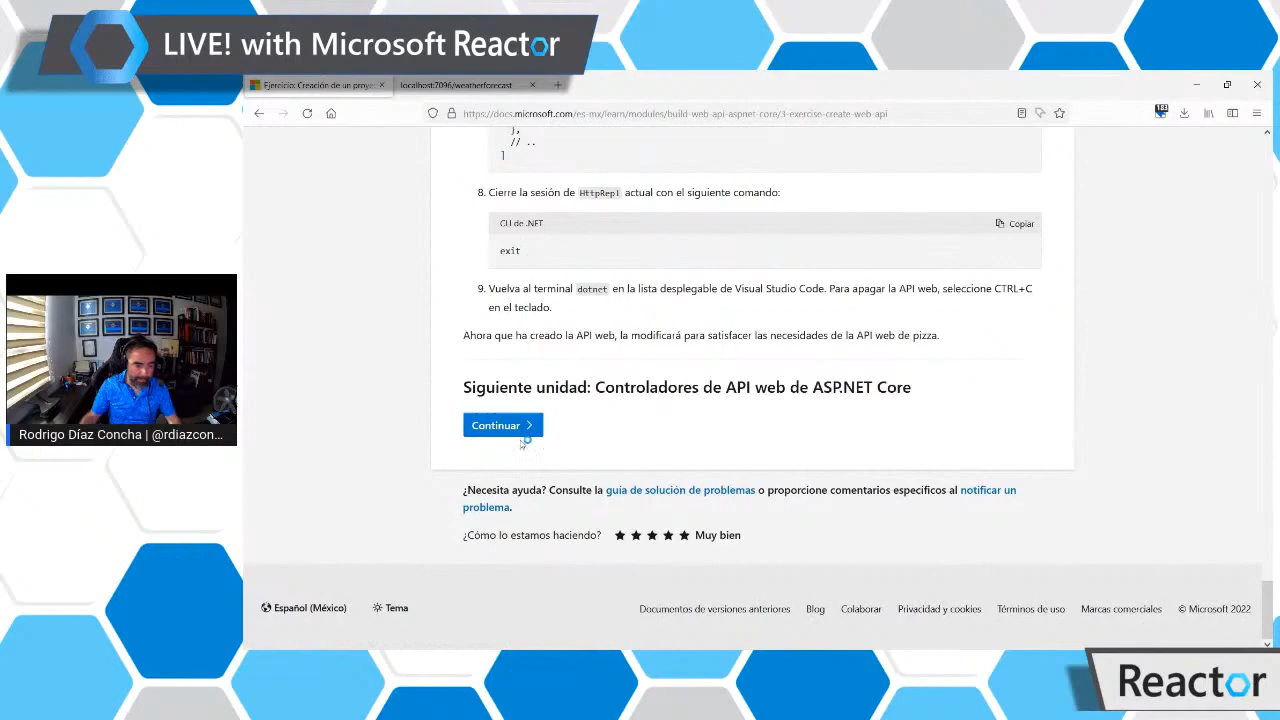 LIVE! with Microsoft Reactor
Ejercicio: Creación de un proye
localhost:7096/weatherforecast
https://docs.microsoft.com/es-mx/learn/modules/build-web-api-aspnet-core/3-exercise-create-web-api
183
},
// ..
]
8. Cierre la sesión de HttpRepl actual con el siguiente comando:
CLI de .NET
Copiar
exit
9. Vuelva al terminal dotnet en la lista desplegable de Visual Studio Code. Para apagar la API web, seleccione CTRL+C
en el teclado.
Ahora que ha creado la API web, la modificará para satisfacer las necesidades de la API web de pizza.
Siguiente unidad: Controladores de API web de ASP.NET Core
Continuar
¿Necesita ayuda? Consulte la guía de solución de problemas o proporcione comentarios específicos al notificar un
problema.
¿Cómo lo estamos haciendo? ★ ★ ★ ★ ★ Muy bien
Rodrigo Díaz Concha | @rdiazcon...
Español (México)
Tema
Documentos de versiones anteriores
Blog
Colaborar
Privacidad y cookies
Términos de uso
Marcas comerciales
© Microsoft 2022
Reactor